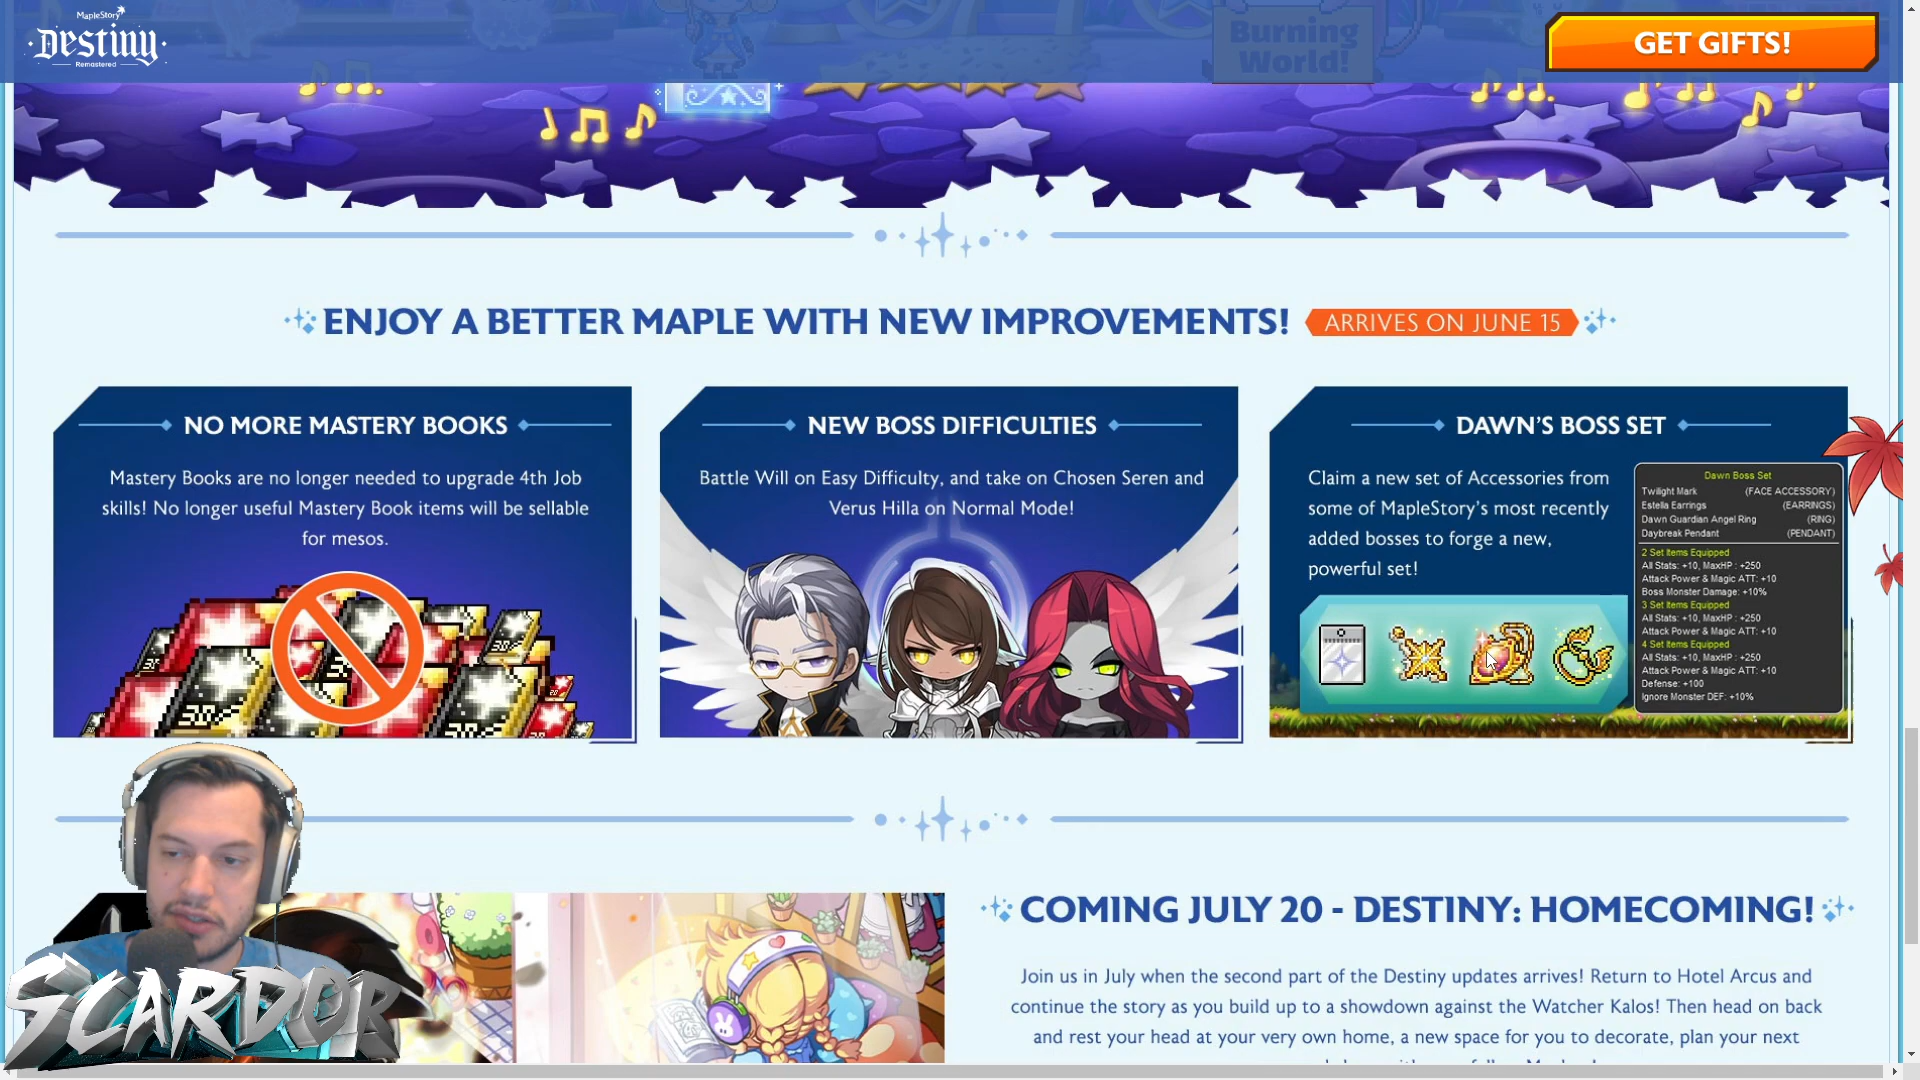 MapleStory
Destiny
Remastered
Burning
World!
GET GIFTS!
ENJOY A BETTER MAPLE WITH NEW IMPROVEMENTS!
ARRIVES ON JUNE 15
NO MORE MASTERY BOOKS
Mastery Books are no longer needed to upgrade 4th Job
skills! No longer useful Mastery Book items will be sellable
for mesos.
NEW BOSS DIFFICULTIES
Battle Will on Easy Difficulty, and take on Chosen Seren and
Verus Hilla on Normal Mode!
DAWN'S BOSS SET
Claim a new set of Accessories from
some of MapleStory's most recently
added bosses to forge a new,
powerful set!
Dawn Boss Set
Twilight Mark (FACE ACCESSORY)
Estella Earrings (EARRINGS)
Dawn Guardian Angel Ring (RING)
Daybreak Pendant (PENDANT)
2 Set Items Equipped
All Stats: +10, MaxHP : +250
Attack Power & Magic ATT: +10
Boss Monster Damage: +10%
3 Set Items Equipped
All Stats: +10, MaxHP : +250
Attack Power & Magic ATT: +10
4 Set Items Equipped
All Stats: +10, MaxHP : +250
Attack Power & Magic ATT: +10
Defense: +100
Ignore Monster DEF: +10%
COMING JULY 20 - DESTINY: HOMECOMING!
Join us in July when the second part of the Destiny updates arrives! Return to Hotel Arcus and
continue the story as you build up to a showdown against the Watcher Kalos! Then head on back
and rest your head at your very own home, a new space for you to decorate, plan your next
SCARDOR